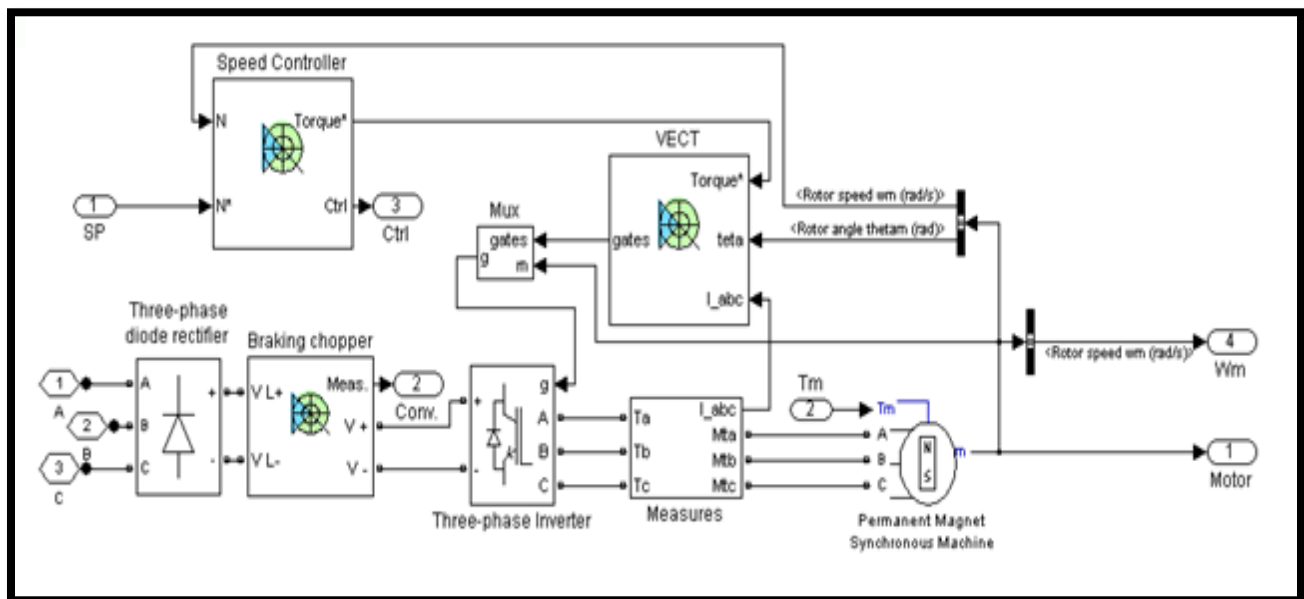 Speed Controller
N
Torque*
N*
Ctrl
1
SP
3
Ctrl
VECT
Torque*
gates
teta
I_abc
<Rotor speed wm (rad/s)>
<Rotor angle thetam (rad)>
Mux
gates
g
m
Three-phase
diode rectifier
A
B
C
+
-
1
A
2
B
3
C
Braking chopper
V L+
V L-
Meas.
V +
V -
2
Conv.
g
+
-
A
B
C
Three-phase Inverter
I_abc
Ta
Tb
Tc
Mta
Mtb
Mtc
Measures
Tm
2
Tm
A
B
C
N
S
m
Permanent Magnet
Synchronous Machine
<Rotor speed wm (rad/s)>
4
Wm
1
Motor